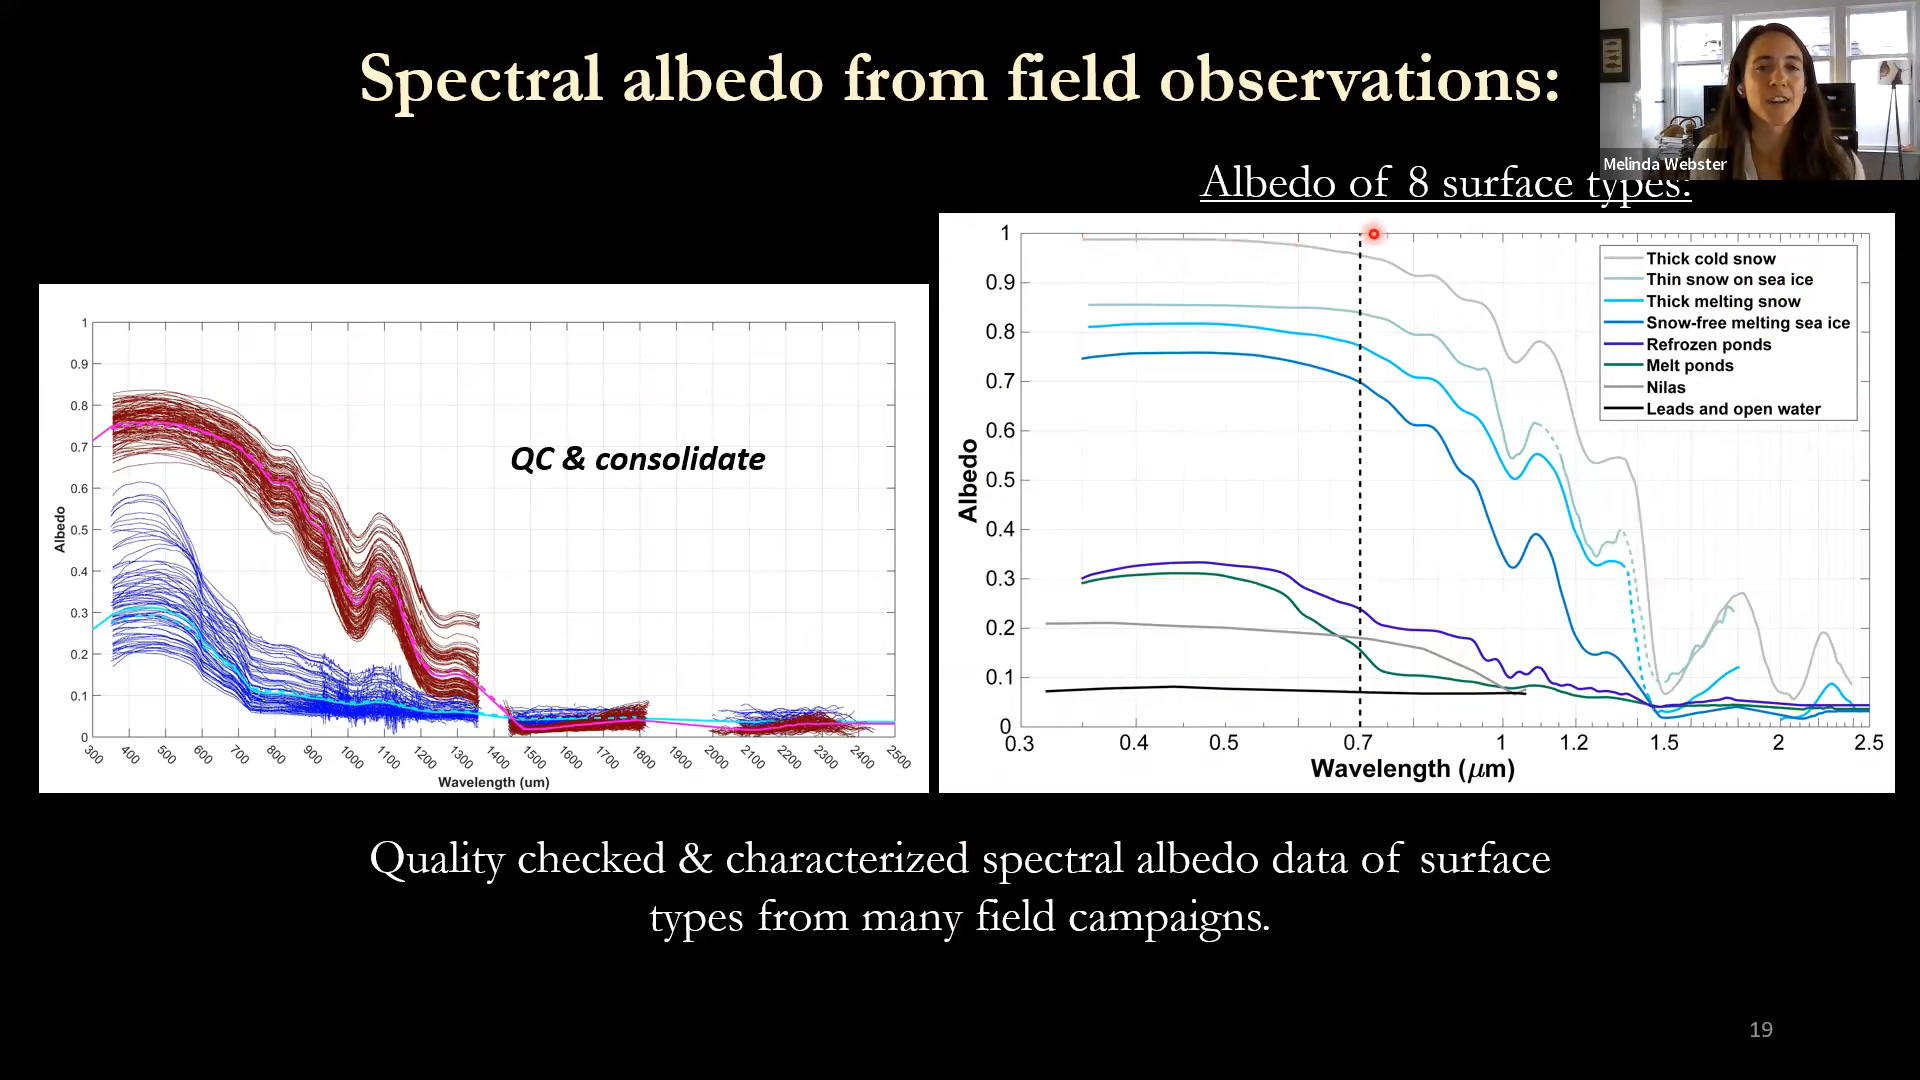 Spectral albedo from field observations:
Melinda Webster
Albedo of 8 surface types:
1
0.9
0.8
0.7
0.6
0.5
0.4
0.3
0.2
0.1
0
Albedo
QC & consolidate
300 400 500 600 700 800 900 1000 1100 1200 1300 1400 1500 1600 1700 1800 1900 2000 2100 2200 2300 2400 2500
Wavelength (um)
1
0.9
0.8
0.7
0.6
0.5
0.4
0.3
0.2
0.1
0
Albedo
Thick cold snow
Thin snow on sea ice
Thick melting snow
Snow-free melting sea ice
Refrozen ponds
Melt ponds
Nilas
Leads and open water
0.3 0.4 0.5 0.7 1 1.2 1.5 2 2.5
Wavelength (μm)
Quality checked & characterized spectral albedo data of surface
types from many field campaigns.
19